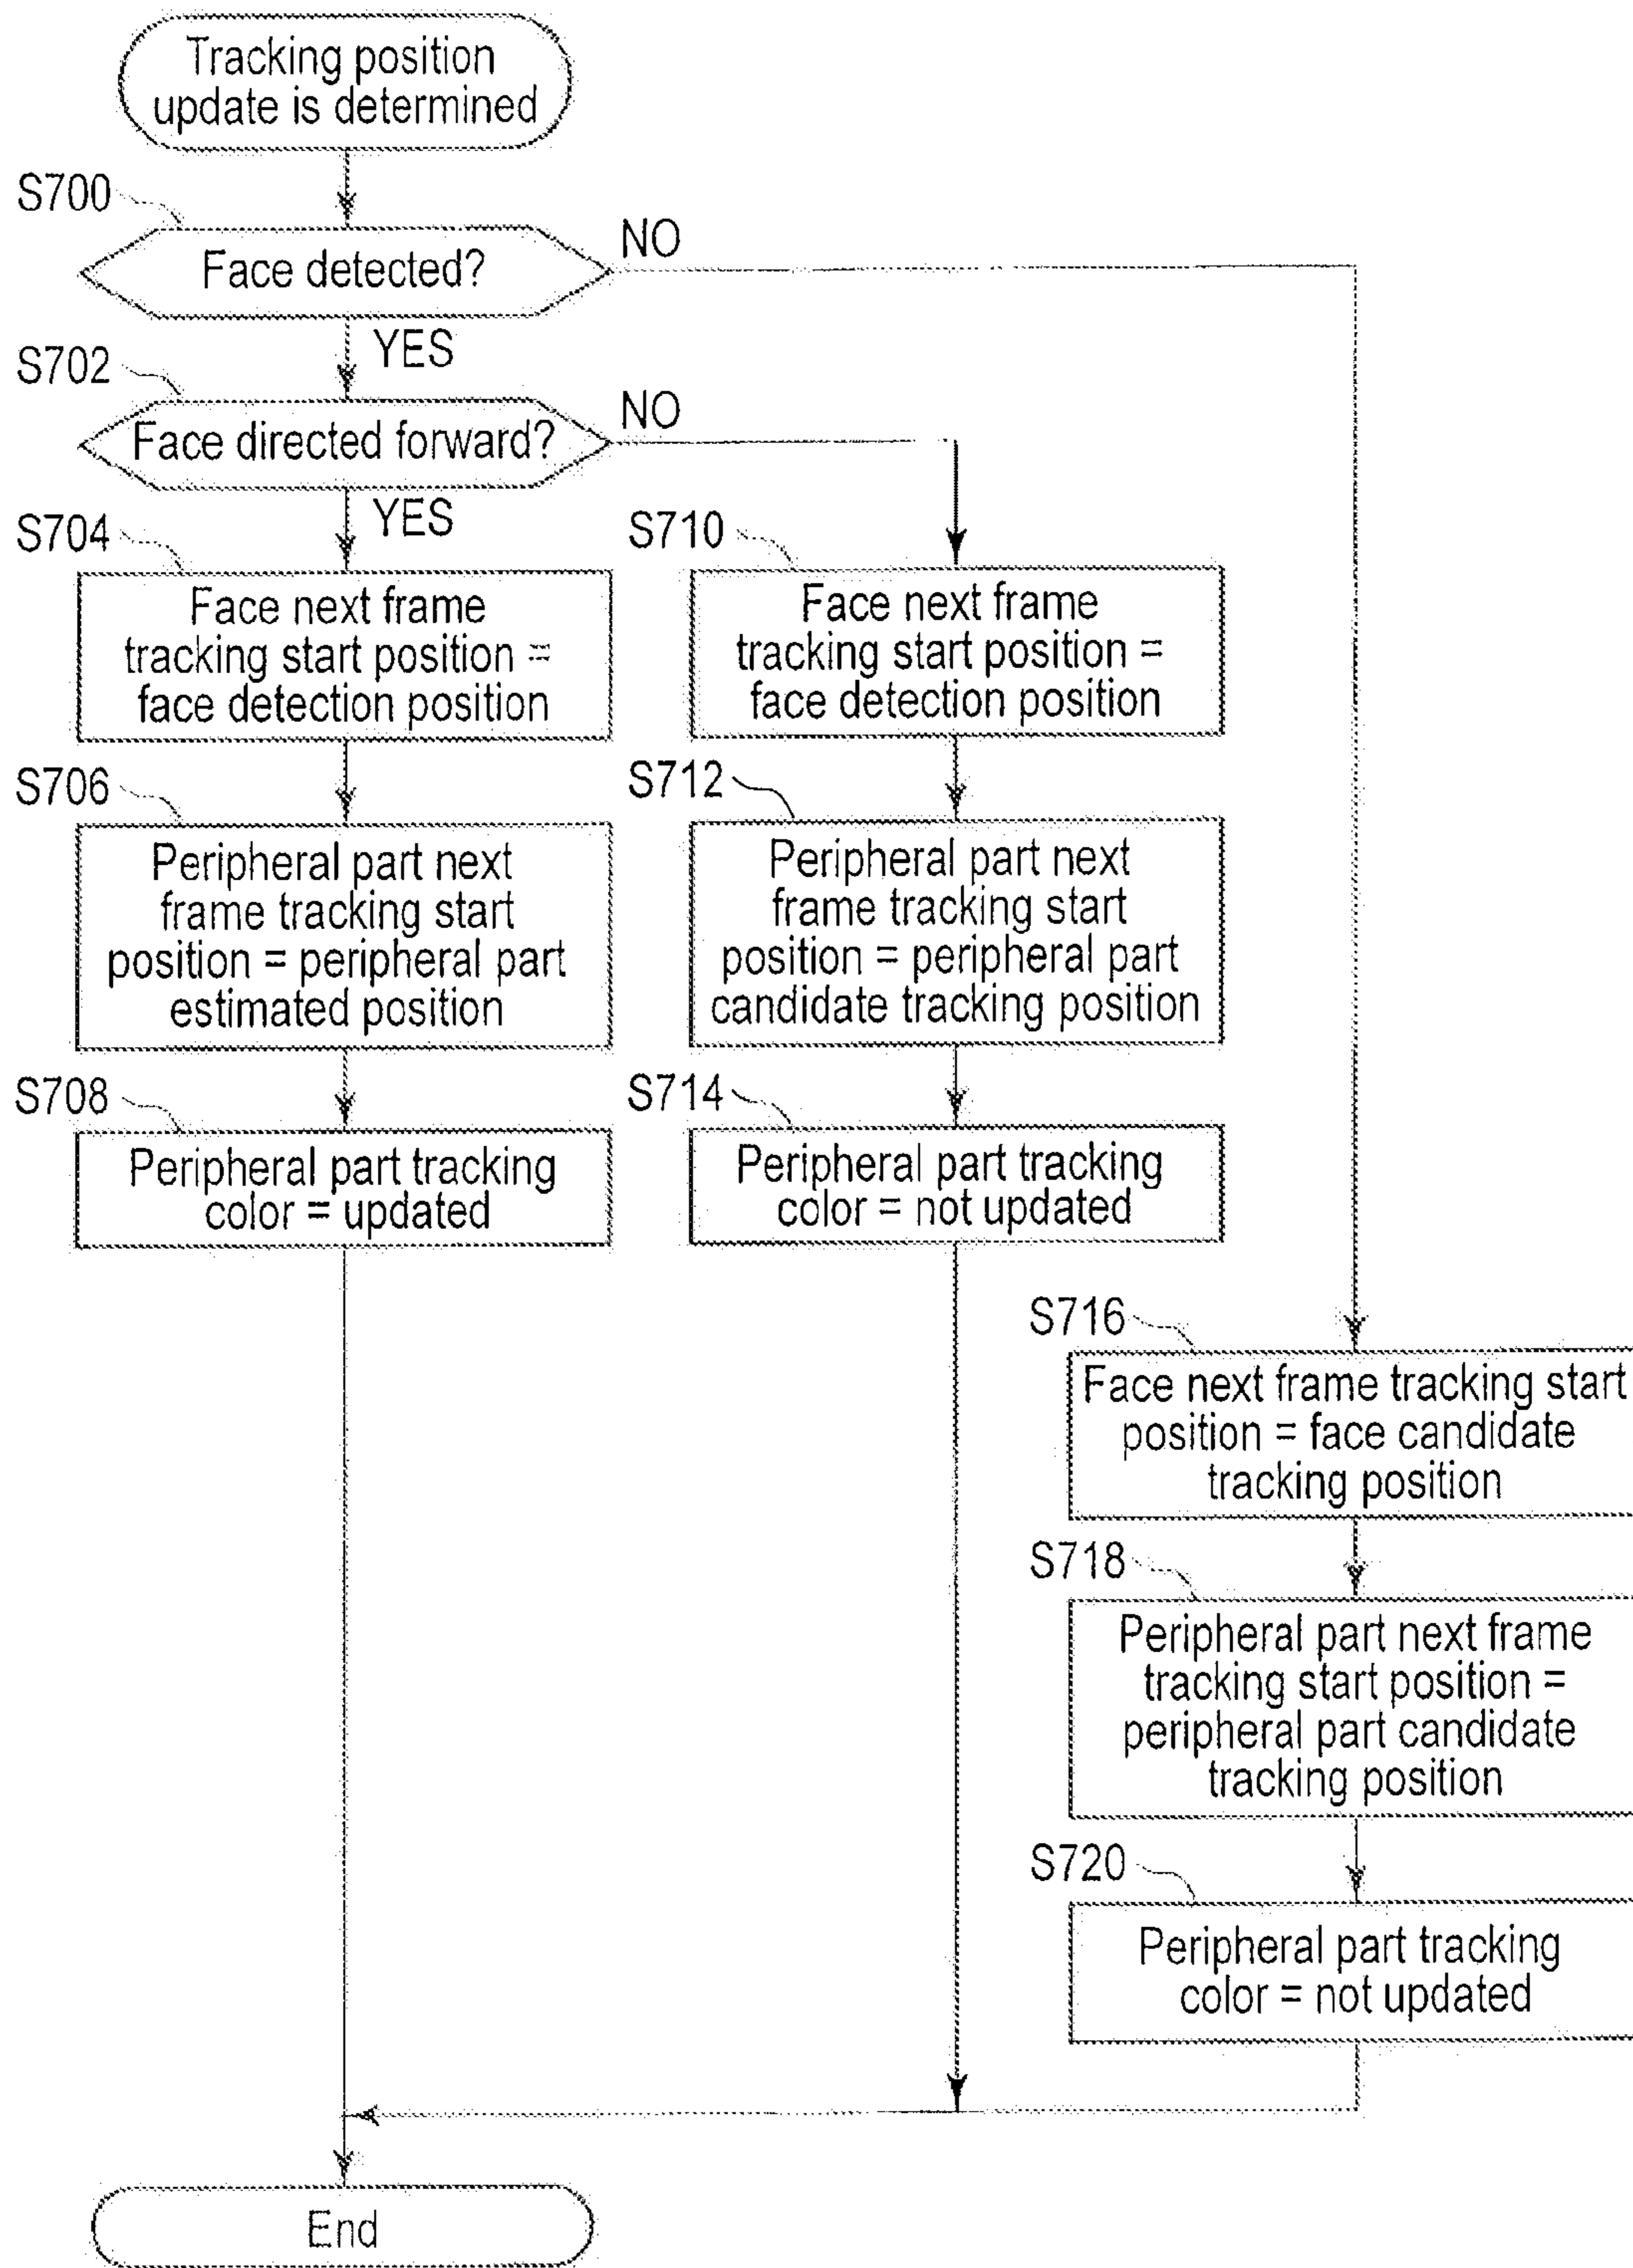 Tracking position
update is determined
S700
Face detected?
NO
YES
S702
Face directed forward?
NO
YES
S704
Face next frame
tracking start position =
face detection position
S706
Peripheral part next
frame tracking start
position = peripheral part
estimated position
S708
Peripheral part tracking
color = updated
S710
Face next frame
tracking start position =
face detection position
S712
Peripheral part next
frame tracking start
position = peripheral part
candidate tracking position
S714
Peripheral part tracking
color = not updated
S716
Face next frame tracking start
position = face candidate
tracking position
S718
Peripheral part next frame
tracking start position =
peripheral part candidate
tracking position
S720
Peripheral part tracking
color = not updated
End